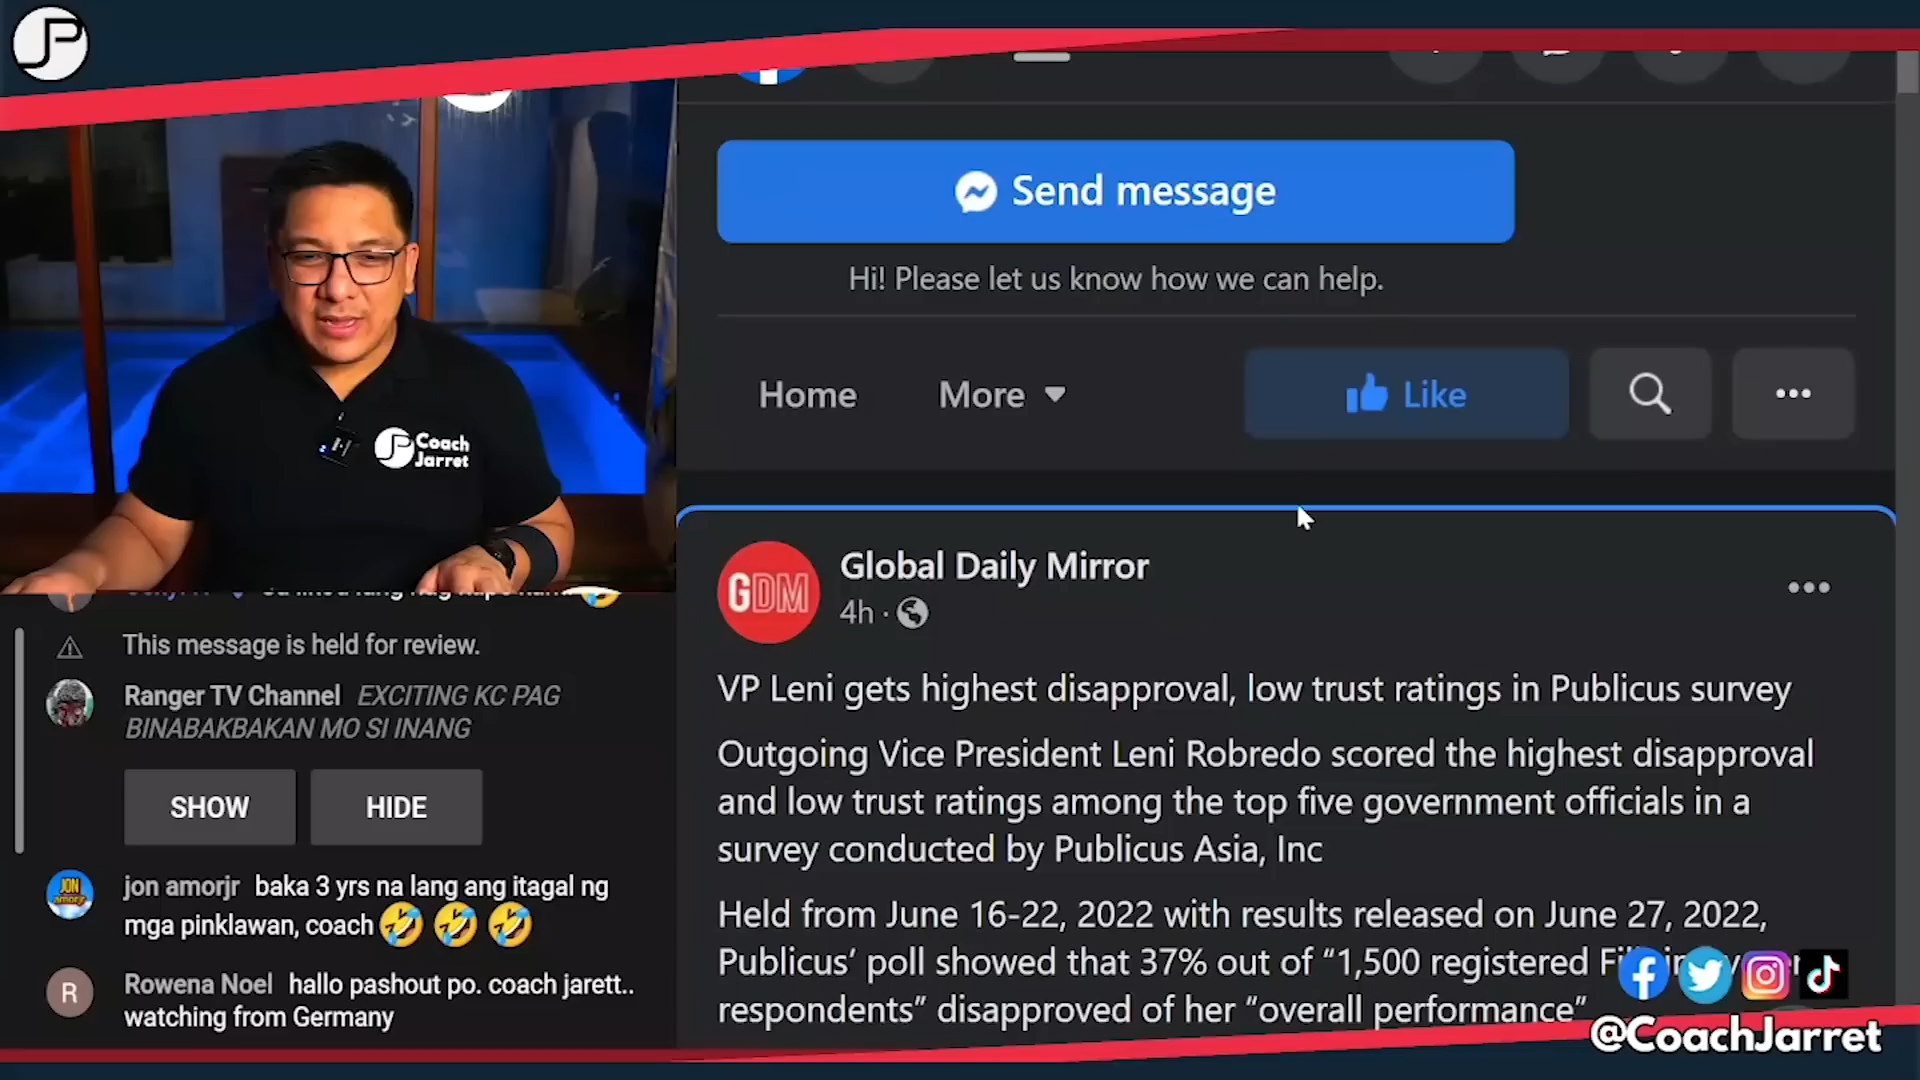 JP
Send message
Hi! Please let us know how we can help.
Home
More
Like
Coach
Jarret
GDM
Global Daily Mirror
4h ·
VP Leni gets highest disapproval, low trust ratings in Publicus survey
Outgoing Vice President Leni Robredo scored the highest disapproval
and low trust ratings among the top five government officials in a
survey conducted by Publicus Asia, Inc
Held from June 16-22, 2022 with results released on June 27, 2022,
Publicus’ poll showed that 37% out of “1,500 registered
respondents” disapproved of her “overall performance”
This message is held for review.
Ranger TV Channel EXCITING KC PAG
BINABAKBAKAN MO SI INANG
SHOW
HIDE
JON
amorjr
jon amorjr baka 3 yrs na lang ang itagal ng
mga pinklawan, coach 🤣 🤣 🤣
R
Rowena Noel hallo pashout po. coach jarett..
watching from Germany
@CoachJarret